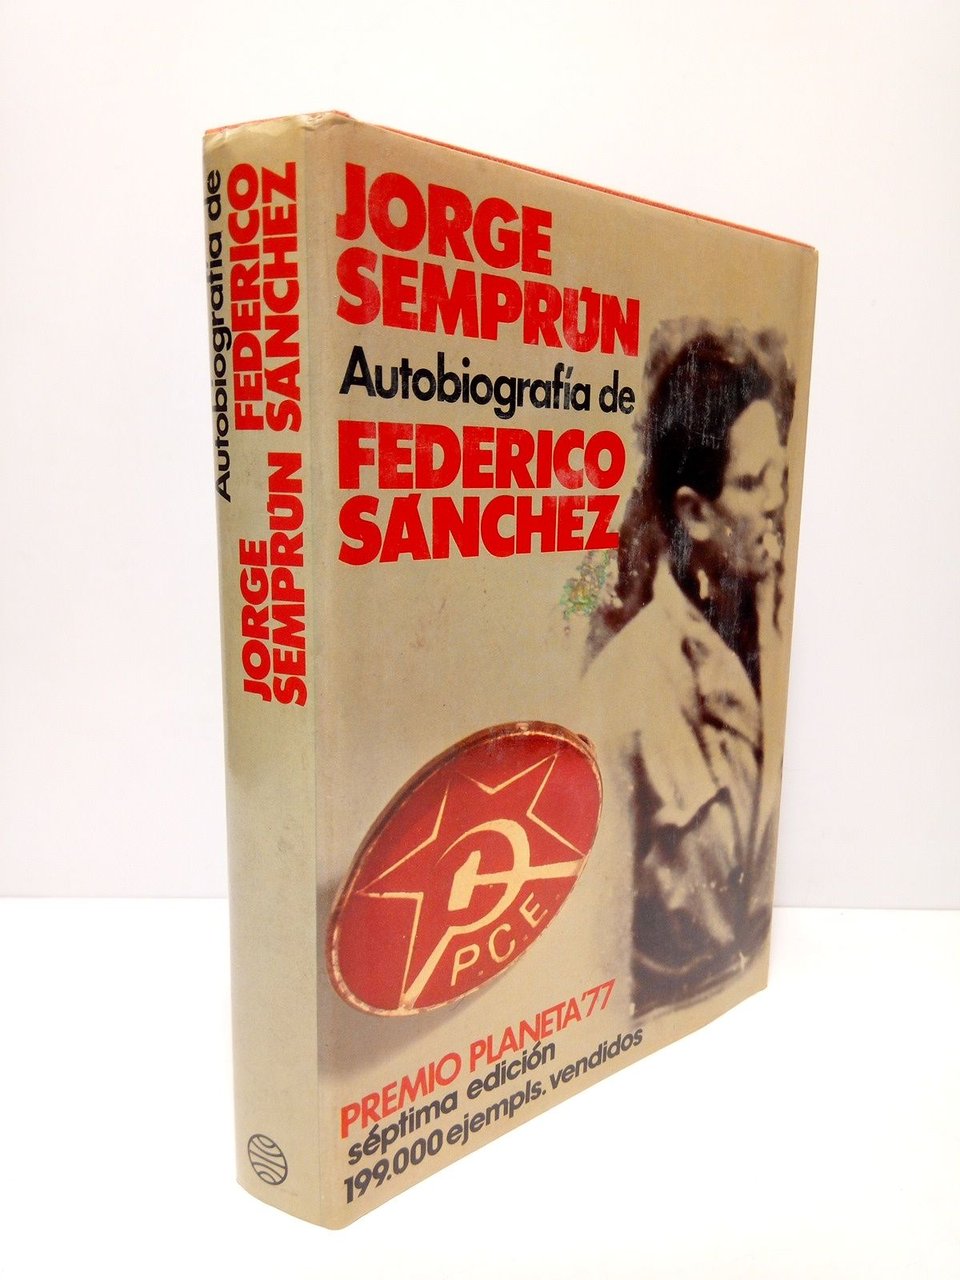 Autobiografía de
FEDERICO
SÁNCHEZ
JORGE
SEMPRÚN
JORGE
SEMPRÚN
Autobiografía de
FEDERICO
SÁNCHEZ
P.C.E.
PREMIO PLANETA'77
séptima edición
199.000 ejempls. vendidos